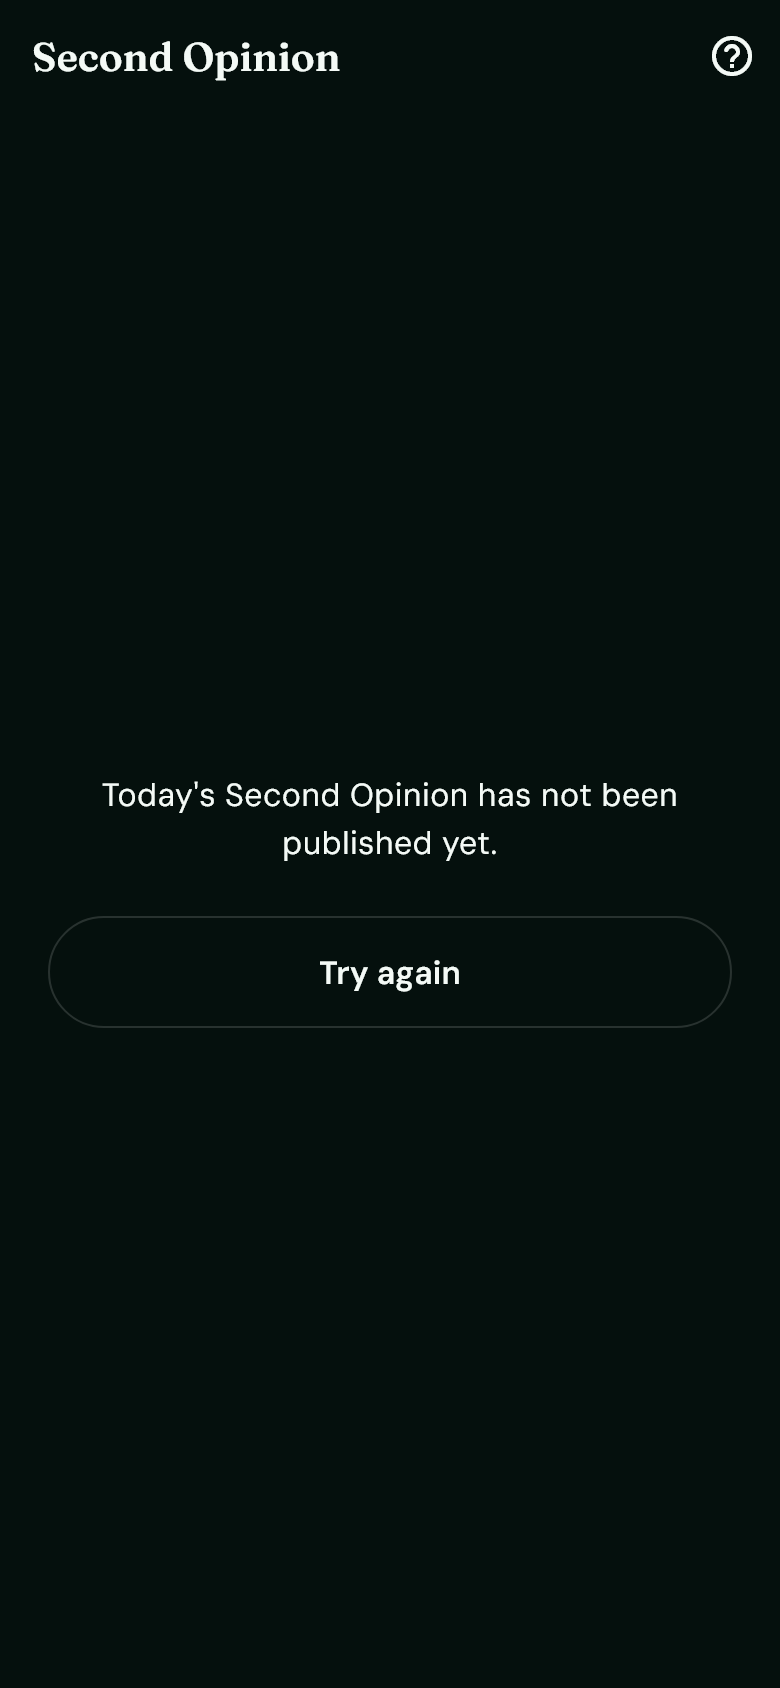 Second Opinion
Today's Second Opinion has not been
published yet.
Try again